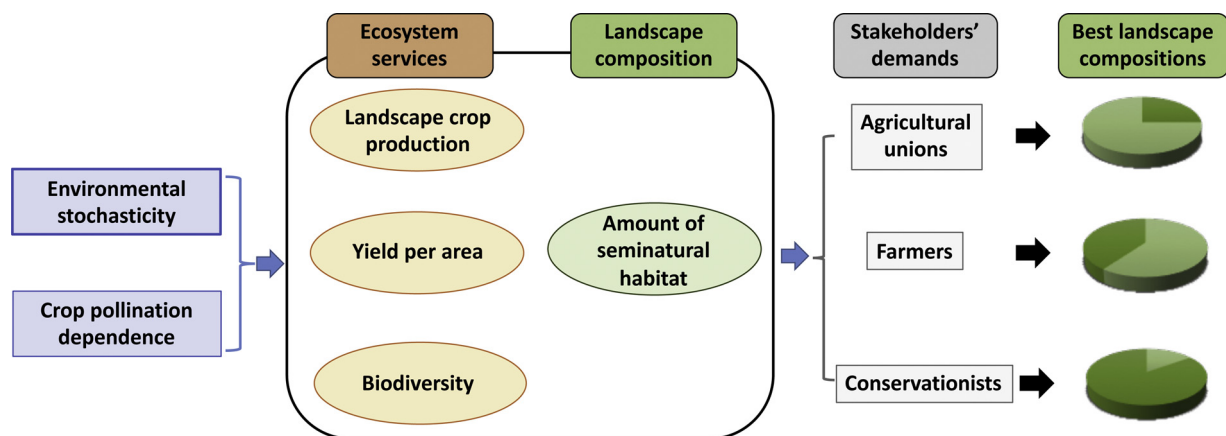 Ecosystem
services
Landscape
composition
Stakeholders’
demands
Best landscape
compositions
Landscape crop
production
Agricultural
unions
Environmental
stochasticity
Yield per area
Amount of
seminatural
habitat
Farmers
Crop pollination
dependence
Biodiversity
Conservationists